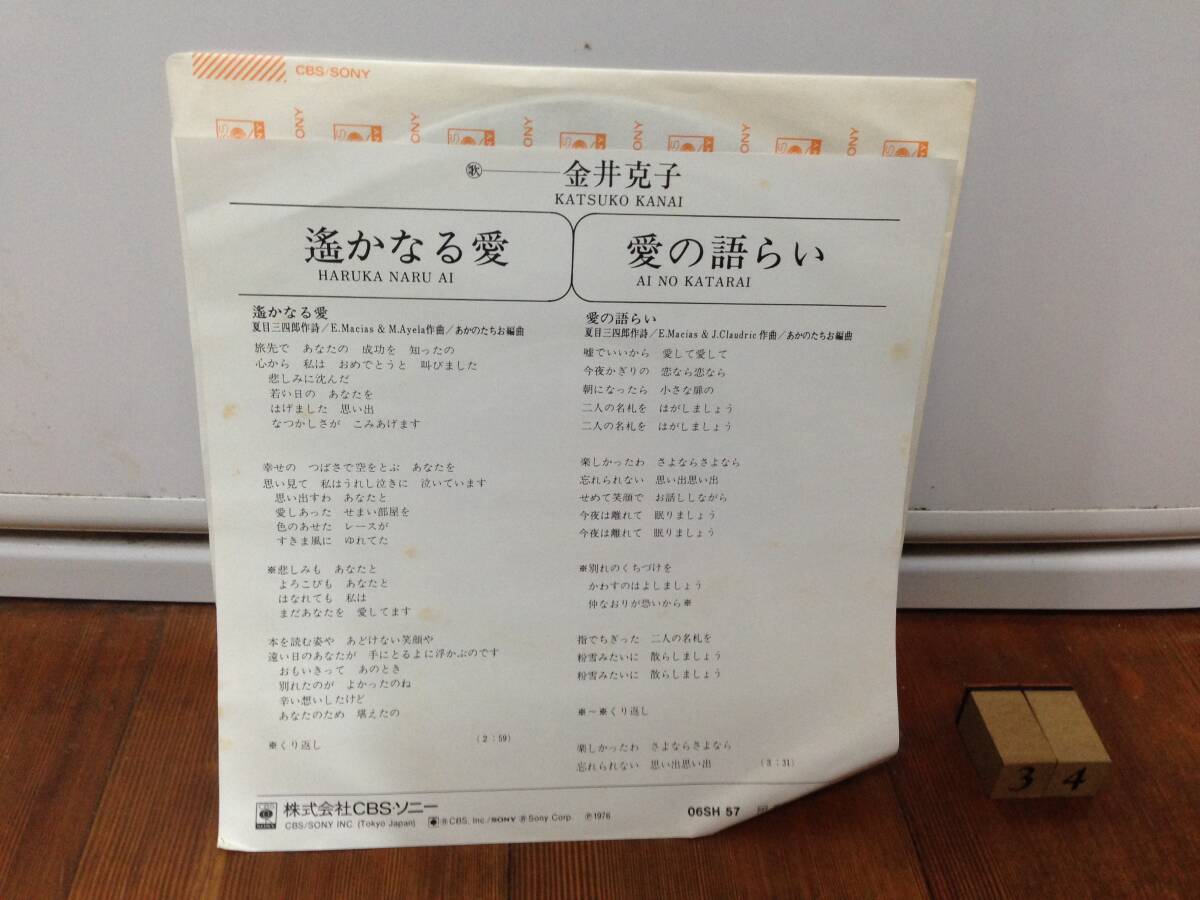 CBS/SONY
SONY
SONY
SONY
SONY
SONY
SONY
歌 金井克子
KATSUKO KANAI
遙かなる愛
HARUKA NARU AI
愛の語らい
AI NO KATARAI
遙かなる愛
夏目三四郎作詩/E.Macias & M.Ayela作曲/あかのたちお編曲
旅先で あなたの 成功を 知ったの
心から 私は おめでとうと 叫びました
悲しみに沈んだ
若い日の あなたを
はげました 思い出
なつかしさが こみあげます
幸せの つばさで空をとぶ あなたを
思い見て 私はうれし泣きに 泣いています
思い出すわ あなたと
愛しあった せまい部屋を
色のあせた レースが
すきま風に ゆれてた
※悲しみも あなたと
よろこびも あなたと
はなれても 私は
まだあなたを 愛してます
本を読む姿や あどけない笑顔や
遠い日のあなたが 手にとるよに浮かぶのです
おもいきって あのとき
別れたのが よかったのね
辛い想いしたけど
あなたのため 堪えたの
※くり返し
(2:59)
愛の語らい
夏目三四郎作詩/E.Macias & J.Claudric 作曲/あかのたちお編曲
嘘でいいから 愛して愛して
今夜かぎりの 恋なら恋なら
朝になったら 小さな扉の
二人の名札を はがしましょう
二人の名札を はがしましょう
楽しかったわ さよならさよなら
忘れられない 思い出思い出
せめて笑顔で お話ししながら
今夜は離れて 眠りましょう
今夜は離れて 眠りましょう
※別れのくちづけを
かわすのはよしましょう
仲なおりが恐いから※
指でちぎった 二人の名札を
粉雪みたいに 散らしましょう
粉雪みたいに 散らしましょう
※〜※くり返し
楽しかったわ さよならさよなら
忘れられない 思い出思い出
(3:31)
CBS SONY 株式会社CBS・ソニー
CBS/SONY INC. (Tokyo Japan) ® CBS, Inc./SONY ® Sony Corp. ℗1976
06SH 57
3 4